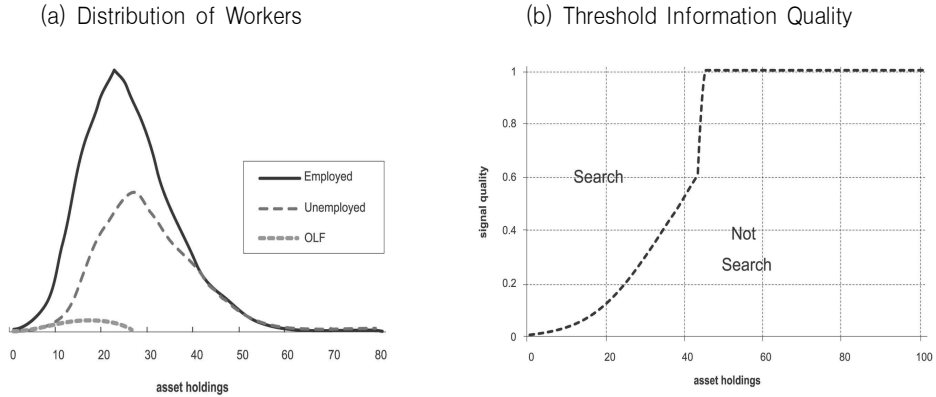 (a) Distribution of Workers
(b) Threshold Information Quality
Employed
Unemployed
OLF
0 10 20 30 40 50 60 70 80
asset holdings
1
0.8
0.6
0.4
0.2
0
signal quality
Search
Not
Search
0 20 40 60 80 100
asset holdings